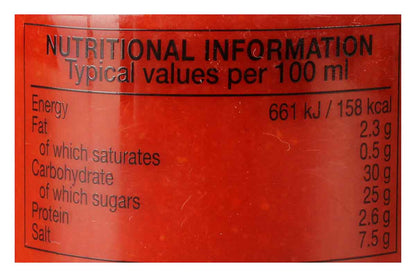 NUTRITIONAL INFORMATION
Typical values per 100 ml
Energy 661 kJ / 158 kcal
Fat 2.3 g
of which saturates 0.5 g
Carbohydrate 30 g
of which sugars 25 g
Protein 2.6 g
Salt 7.5 g